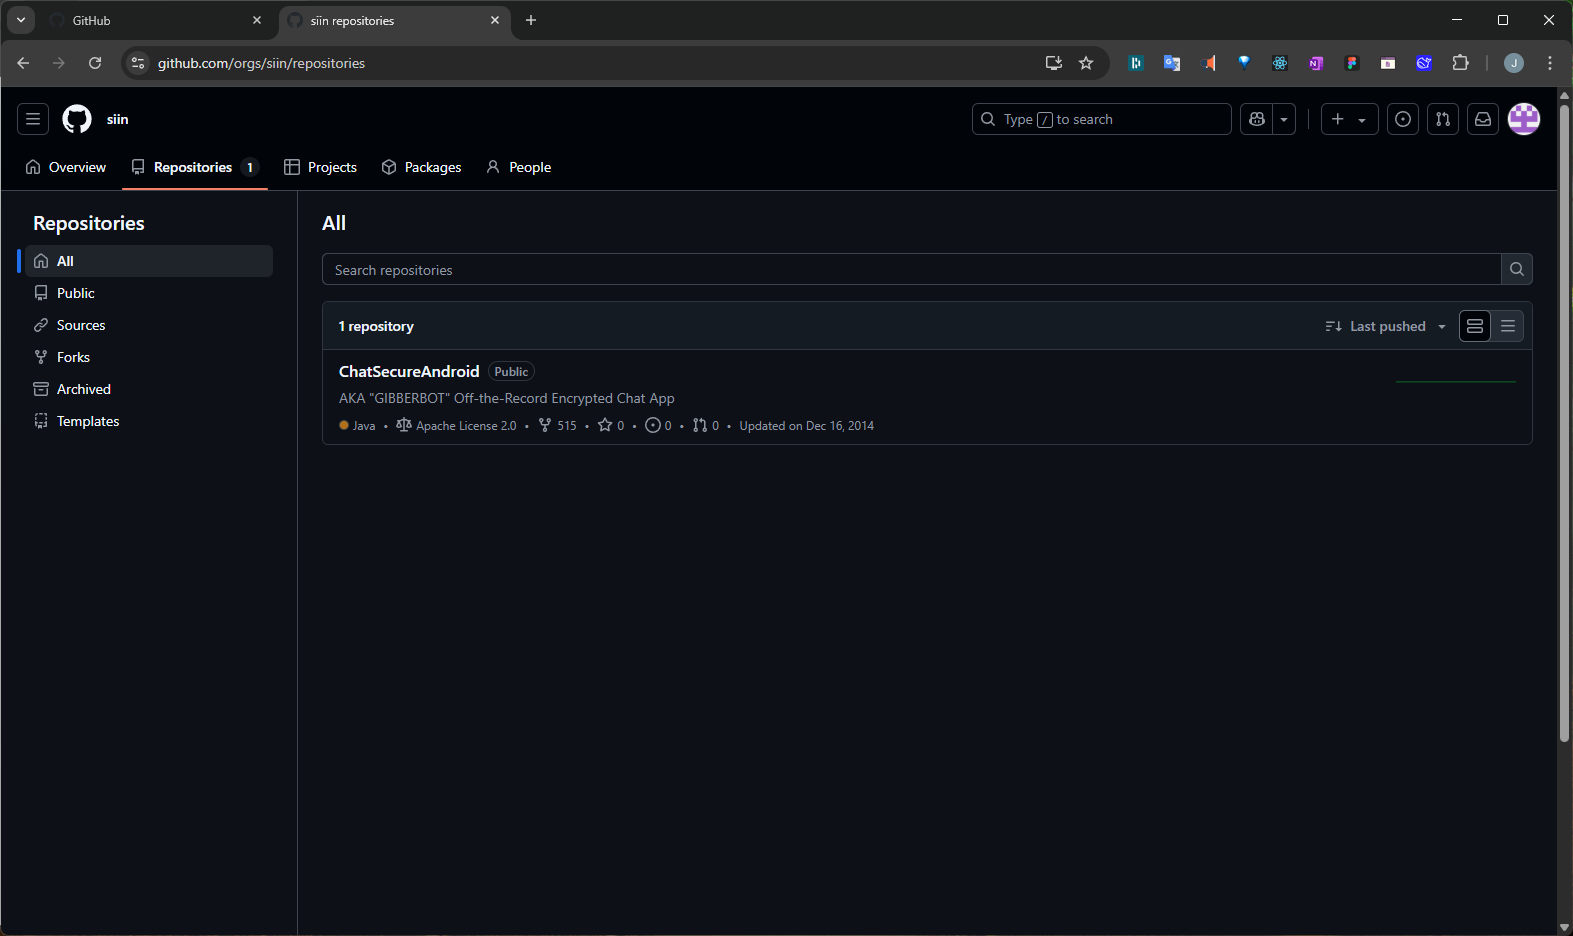 GitHub
siin repositories
github.com/orgs/siin/repositories
J
siin
Type / to search
Overview
Repositories 1
Projects
Packages
People
Repositories
All
Public
Sources
Forks
Archived
Templates
All
Search repositories
1 repository
Last pushed
ChatSecureAndroid Public
AKA "GIBBERBOT" Off-the-Record Encrypted Chat App
Java • Apache License 2.0 • 515 • 0 • 0 • 0 • Updated on Dec 16, 2014